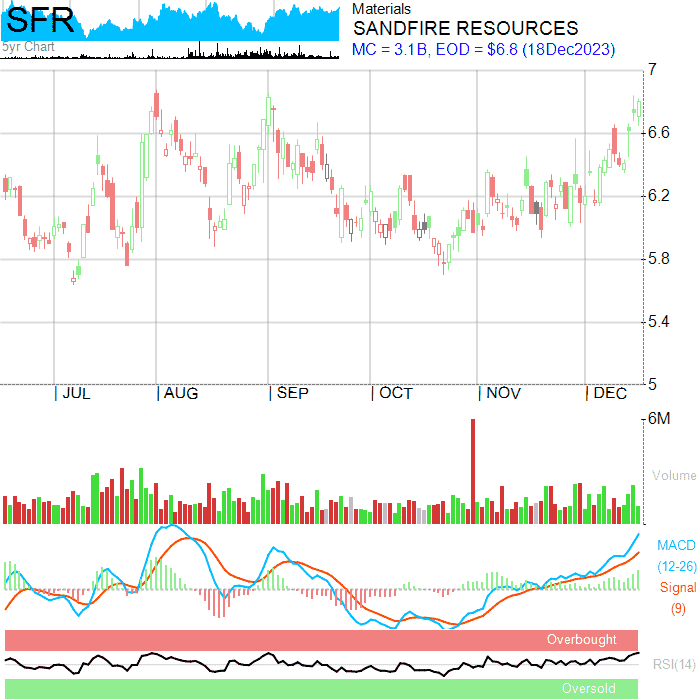 SFR
5yr Chart
Materials
SANDFIRE RESOURCES
MC = 3.1B, EOD = $6.8 (18Dec2023)
7
6.6
6.2
5.8
5.4
5
| JUL | AUG | SEP | OCT | NOV | DEC
6M
Volume
MACD
(12-26)
Signal
(9)
Overbought
RSI(14)
Oversold